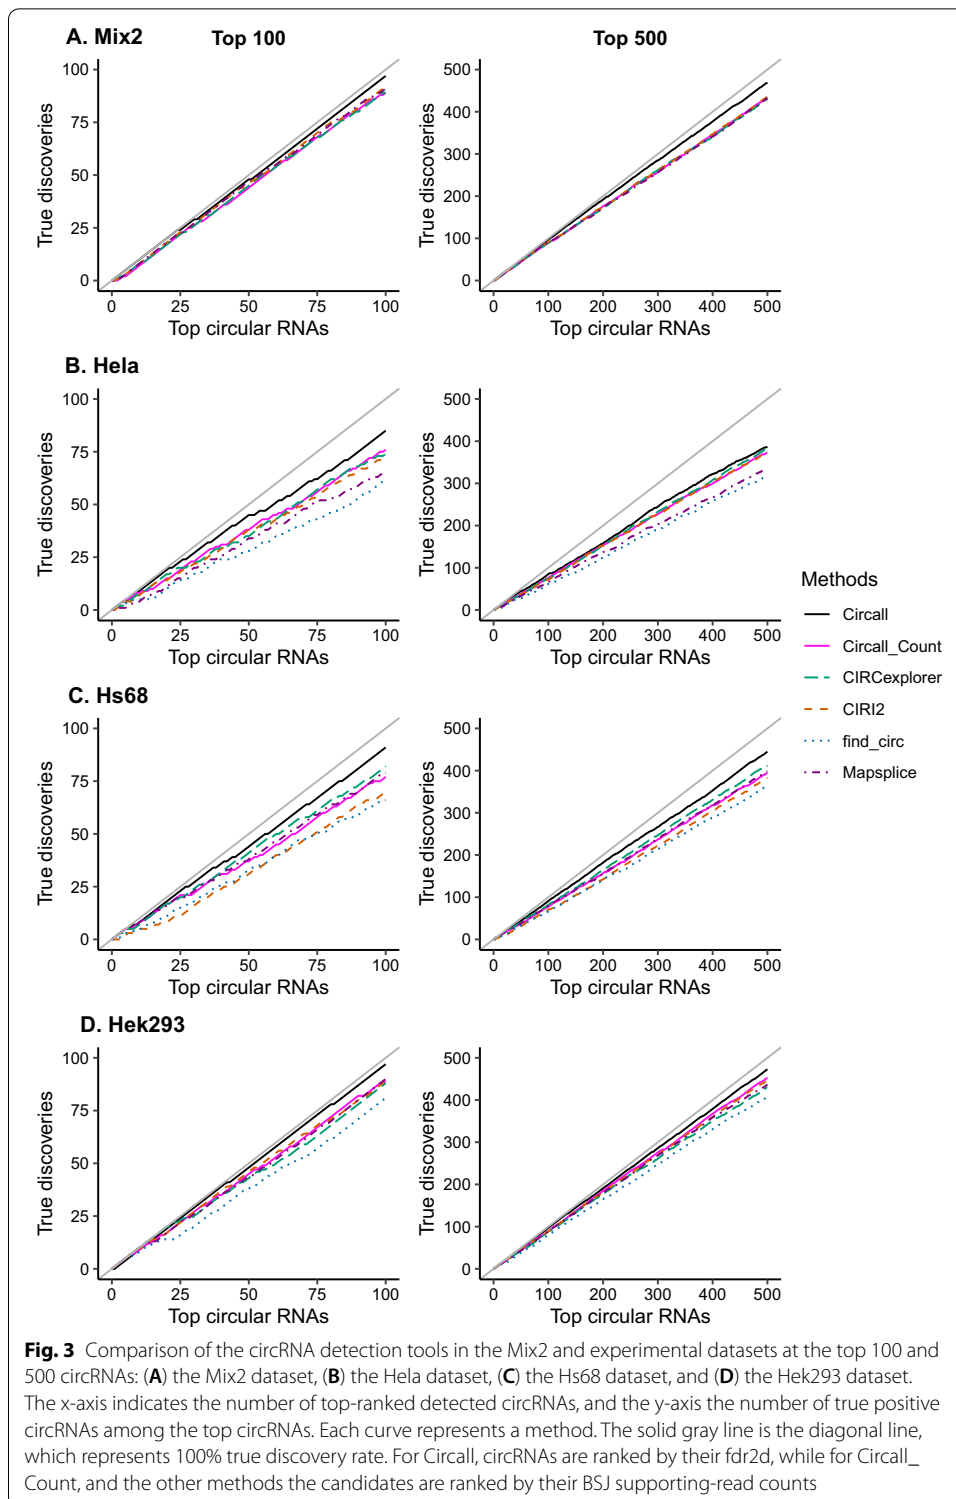 A. Mix2
Top 100
Top 500
True discoveries
100
75
50
25
0
0 25 50 75 100
Top circular RNAs
True discoveries
500
400
300
200
100
0
0 100 200 300 400 500
Top circular RNAs
B. Hela
True discoveries
100
75
50
25
0
0 25 50 75 100
Top circular RNAs
True discoveries
500
400
300
200
100
0
0 100 200 300 400 500
Top circular RNAs
Methods
Circall
Circall_Count
CIRCexplorer
CIRI2
find_circ
Mapsplice
C. Hs68
True discoveries
100
75
50
25
0
0 25 50 75 100
Top circular RNAs
True discoveries
500
400
300
200
100
0
0 100 200 300 400 500
Top circular RNAs
D. Hek293
True discoveries
100
75
50
25
0
0 25 50 75 100
Top circular RNAs
True discoveries
500
400
300
200
100
0
0 100 200 300 400 500
Top circular RNAs
Fig. 3 Comparison of the circRNA detection tools in the Mix2 and experimental datasets at the top 100 and
500 circRNAs: (A) the Mix2 dataset, (B) the Hela dataset, (C) the Hs68 dataset, and (D) the Hek293 dataset.
The x-axis indicates the number of top-ranked detected circRNAs, and the y-axis the number of true positive
circRNAs among the top circRNAs. Each curve represents a method. The solid gray line is the diagonal line,
which represents 100% true discovery rate. For Circall, circRNAs are ranked by their fdr2d, while for Circall_
Count, and the other methods the candidates are ranked by their BSJ supporting-read counts